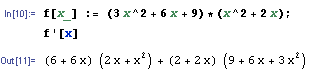 In[10]:= f[x_] := (3 x^2 + 6 x + 9) * (x^2 + 2 x);
f'[x]
Out[11]= (6 + 6 x) (2 x + x²) + (2 + 2 x) (9 + 6 x + 3 x²)